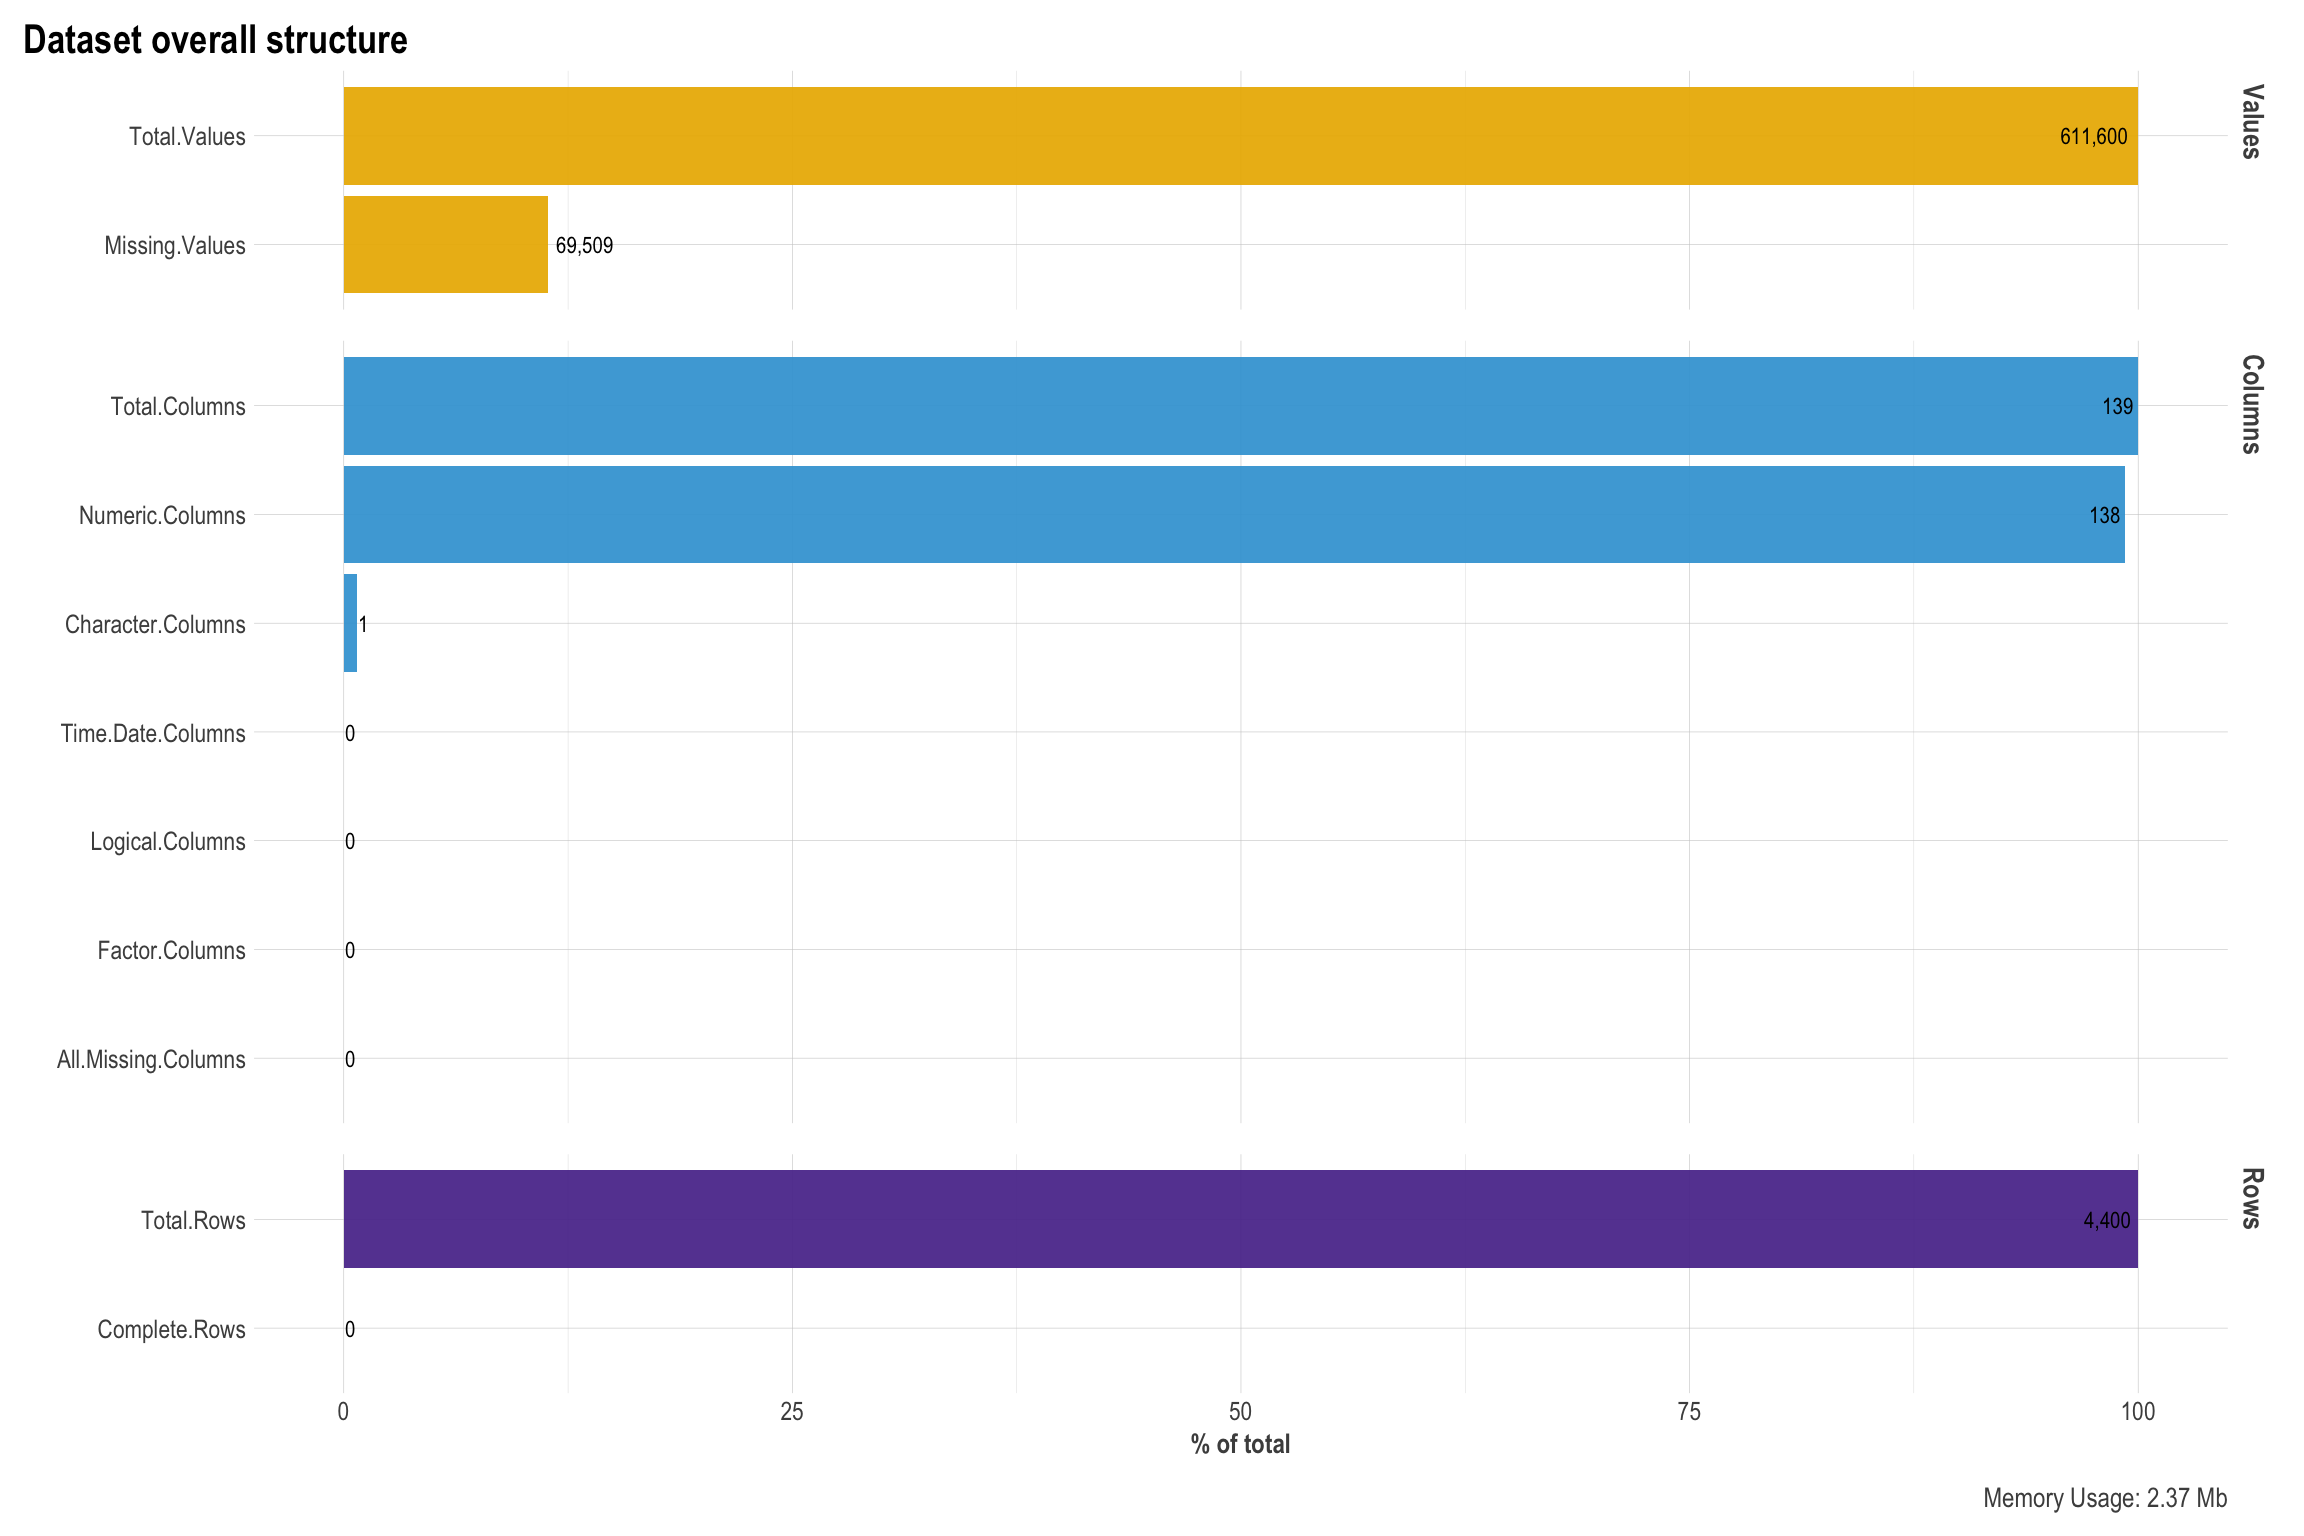 Dataset overall structure
Values
Total.Values 611,600
Missing.Values 69,509
Columns
Total.Columns 139
Numeric.Columns 138
Character.Columns 1
Time.Date.Columns 0
Logical.Columns 0
Factor.Columns 0
All.Missing.Columns 0
Rows
Total.Rows 4,400
Complete.Rows 0
0 25 50 75 100
% of total
Memory Usage: 2.37 Mb